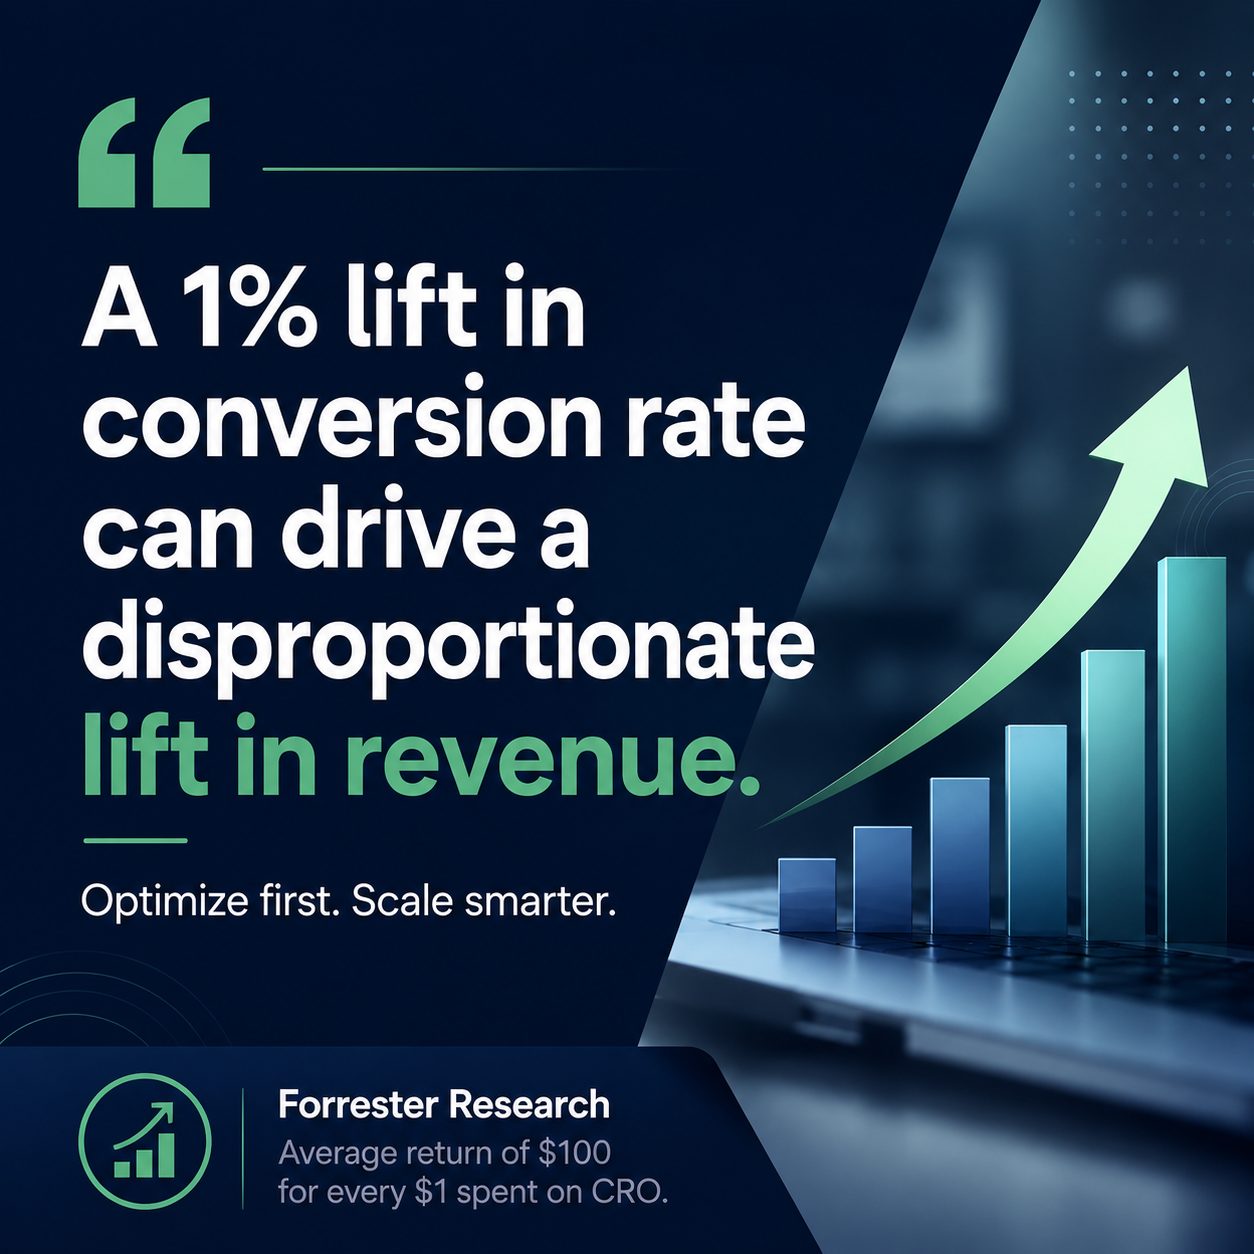 “
A 1% lift in
conversion rate
can drive a
disproportionate
lift in revenue.
Optimize first. Scale smarter.
Forrester Research
Average return of $100
for every $1 spent on CRO.